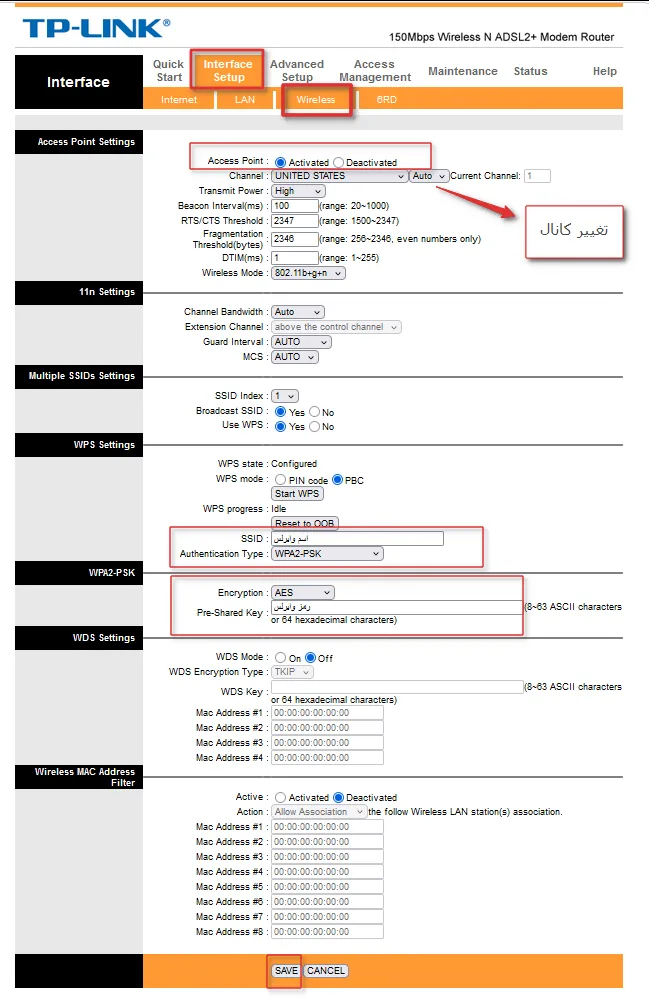 TP-LINK®
150Mbps Wireless N ADSL2+ Modem Router
Interface
Quick Start
Interface Setup
Advanced Setup
Access Management
Maintenance
Status
Help
Internet
LAN
Wireless
6RD
Access Point Settings
Access Point : Activated Deactivated
Channel : UNITED STATES Auto Current Channel: 1
Transmit Power : High
Beacon Interval(ms) : 100 (range: 20~1000)
RTS/CTS Threshold : 2347 (range: 1500~2347)
Fragmentation Threshold(bytes) : 2346 (range: 256~2346, even numbers only)
DTIM(ms) : 1 (range: 1~255)
Wireless Mode : 802.11b+g+n
تغییر کانال
11n Settings
Channel Bandwidth : Auto
Extension Channel : above the control channel
Guard Interval : AUTO
MCS : AUTO
Multiple SSIDs Settings
SSID Index : 1
Broadcast SSID : Yes No
Use WPS : Yes No
WPS Settings
WPS state : Configured
WPS mode : PIN code PBC
Start WPS
WPS progress : Idle
Reset to OOB
SSID : اسم وایرلس
Authentication Type : WPA2-PSK
WPA2-PSK
Encryption : AES
Pre-Shared Key : رمز وایرلس (8~63 ASCII characters
or 64 hexadecimal characters)
WDS Settings
WDS Mode : On Off
WDS Encryption Type : TKIP
WDS Key : (8~63 ASCII characters
or 64 hexadecimal characters)
Mac Address #1 : 00:00:00:00:00:00
Mac Address #2 : 00:00:00:00:00:00
Mac Address #3 : 00:00:00:00:00:00
Mac Address #4 : 00:00:00:00:00:00
Wireless MAC Address Filter
Active : Activated Deactivated
Action : Allow Association the follow Wireless LAN station(s) association.
Mac Address #1 : 00:00:00:00:00:00
Mac Address #2 : 00:00:00:00:00:00
Mac Address #3 : 00:00:00:00:00:00
Mac Address #4 : 00:00:00:00:00:00
Mac Address #5 : 00:00:00:00:00:00
Mac Address #6 : 00:00:00:00:00:00
Mac Address #7 : 00:00:00:00:00:00
Mac Address #8 : 00:00:00:00:00:00
SAVE CANCEL